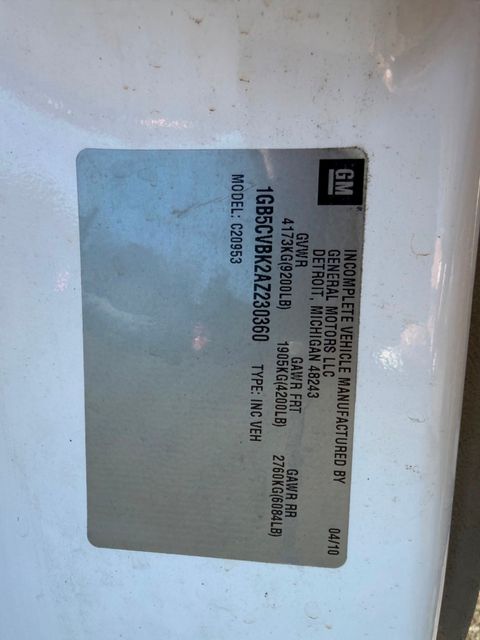 GM
INCOMPLETE VEHICLE MANUFACTURED BY
GENERAL MOTORS LLC
DETROIT, MICHIGAN 48243 04/10
GVWR GAWR FRT GAWR RR
4173KG(9200LB) 1905KG(4200LB) 2760KG(6084LB)
1GB5CVBK2AZ230360 TYPE: INC VEH
MODEL: C20953